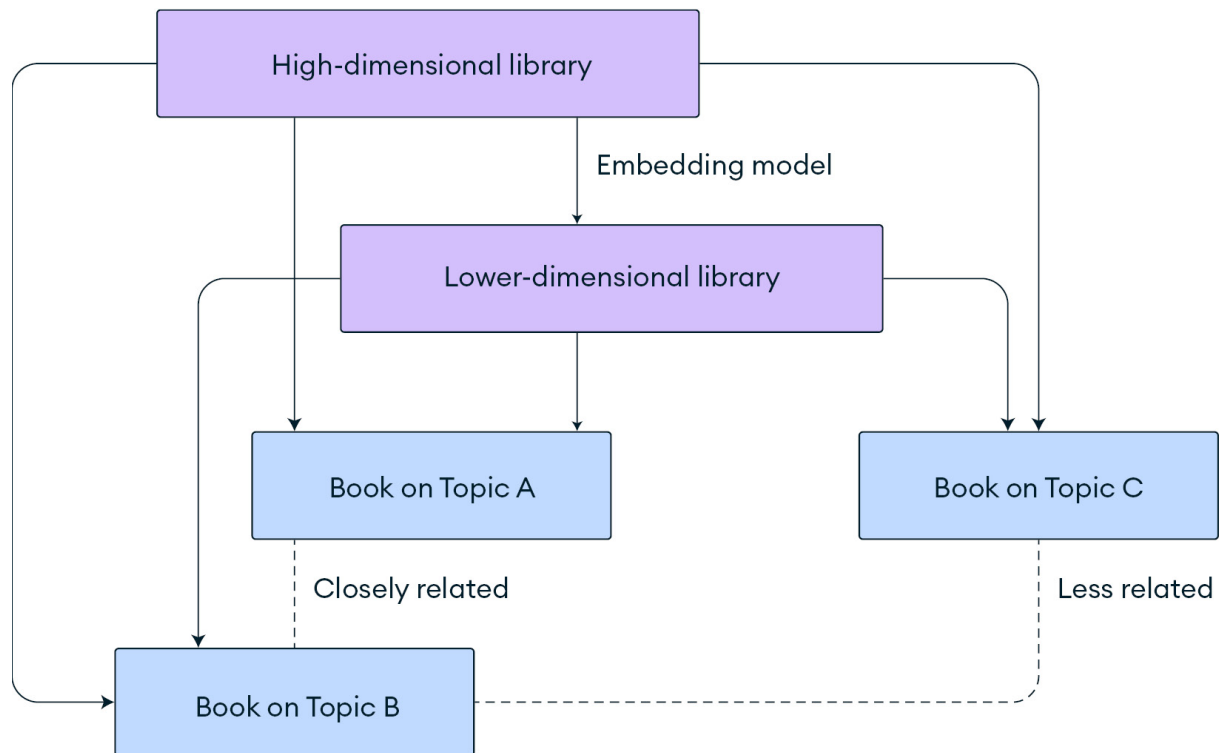 High-dimensional library
Embedding model
Lower-dimensional library
Book on Topic A
Book on Topic C
Closely related
Less related
Book on Topic B